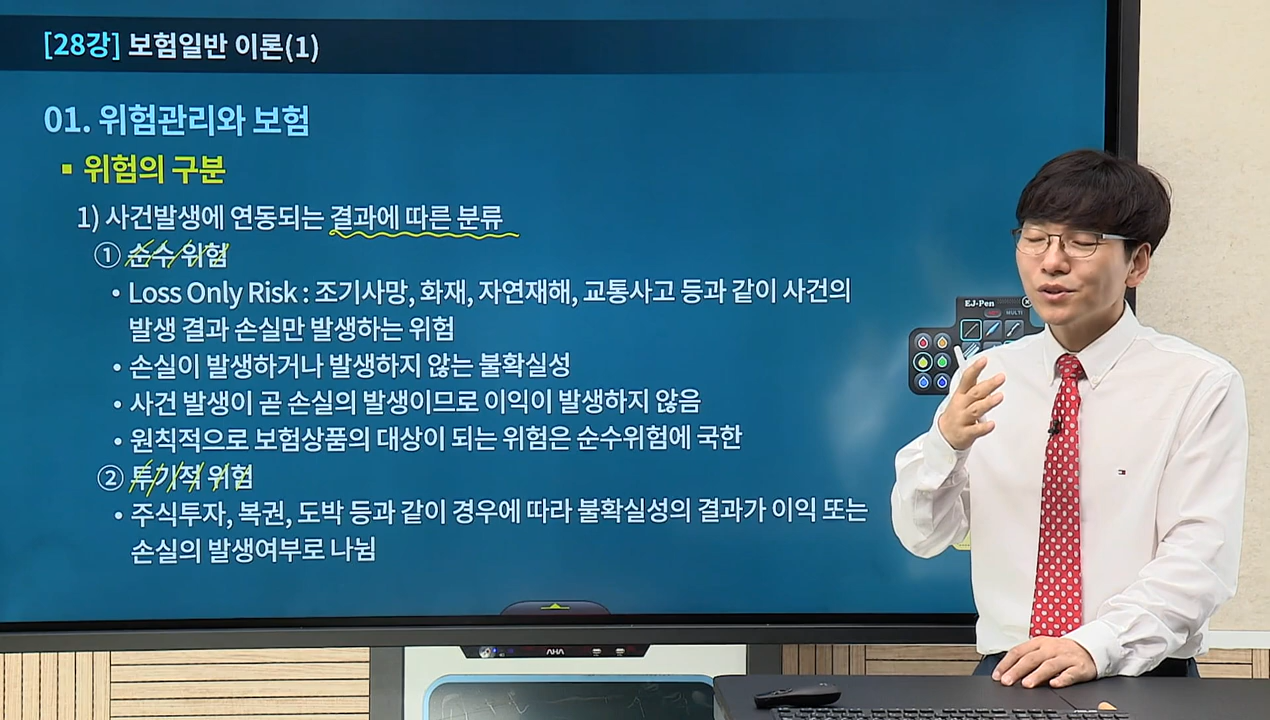 [28강] 보험일반 이론(1)
01. 위험관리와 보험
▪ 위험의 구분
1) 사건발생에 연동되는 결과에 따른 분류
① 순수 위험
• Loss Only Risk : 조기사망, 화재, 자연재해, 교통사고 등과 같이 사건의
발생 결과 손실만 발생하는 위험
• 손실이 발생하거나 발생하지 않는 불확실성
• 사건 발생이 곧 손실의 발생이므로 이익이 발생하지 않음
• 원칙적으로 보험상품의 대상이 되는 위험은 순수위험에 국한
② 투기적 위험
• 주식투자, 복권, 도박 등과 같이 경우에 따라 불확실성의 결과가 이익 또는
손실의 발생여부로 나뉨
EJ-Pen
MULTI
AHA